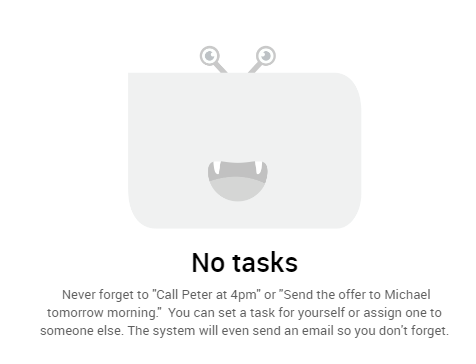 No tasks
Never forget to "Call Peter at 4pm" or "Send the offer to Michael
tomorrow morning."  You can set a task for yourself or assign one to
someone else. The system will even send an email so you don't forget.